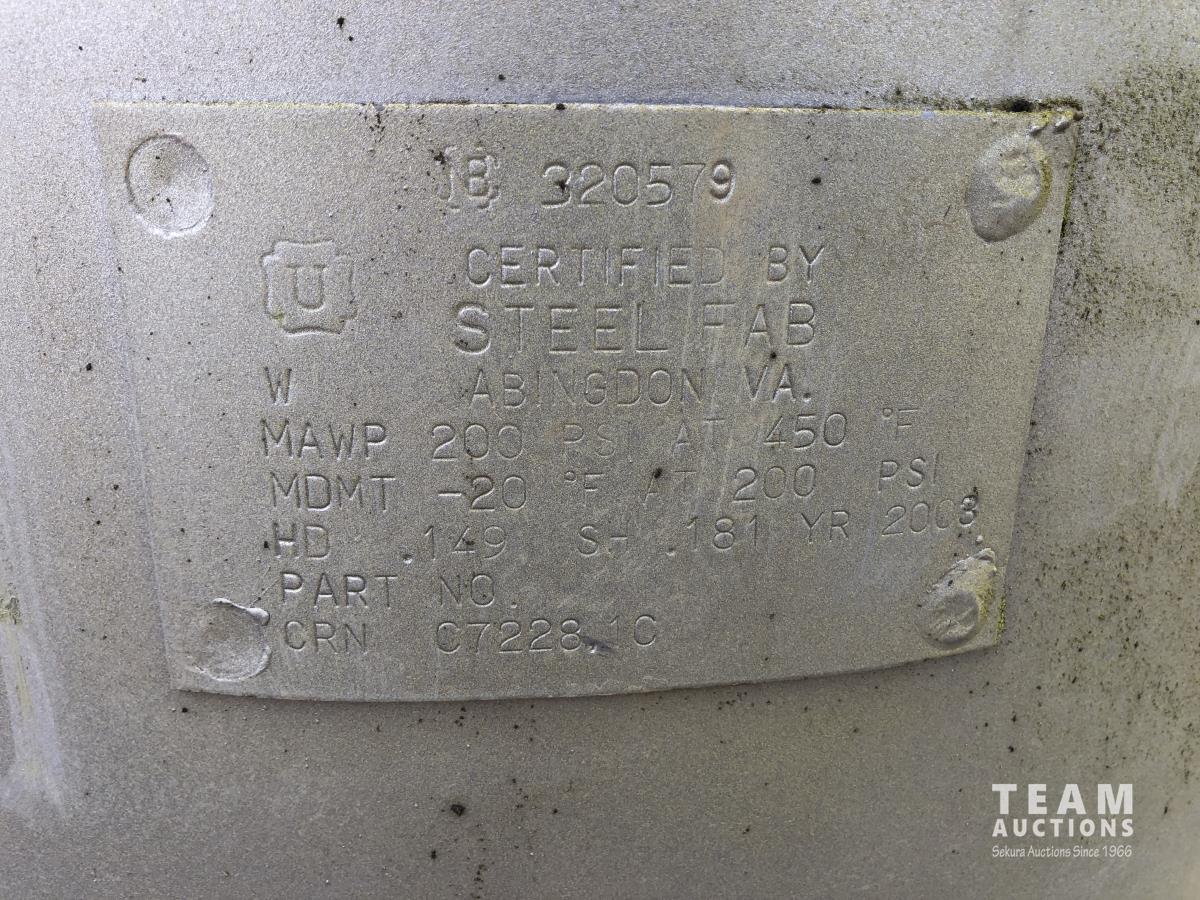 NB 320579
U
CERTIFIED BY
STEEL FAB
W ABINGDON VA.
MAWP 200 PSI AT 450 °F
MDMT -20 °F AT 200 PSI
HD .149 SH .181 YR 2003
PART NO.
CRN C7228.1C
TEAM
AUCTIONS
Sekura Auctions Since 1966